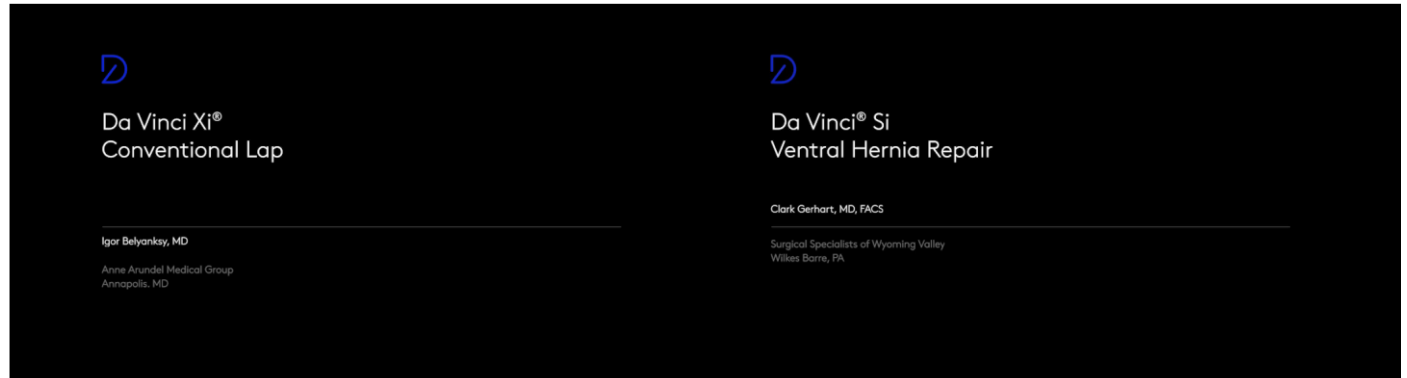 Da Vinci Xi®
Conventional Lap
Igor Belyanksy, MD
Anne Arundel Medical Group
Annapolis. MD
Da Vinci® Si
Ventral Hernia Repair
Clark Gerhart, MD, FACS
Surgical Specialists of Wyoming Valley
Wilkes Barre, PA